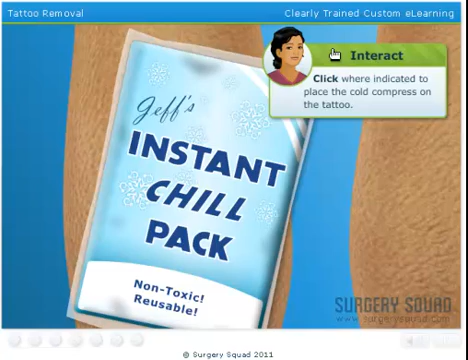 Tattoo Removal
Clearly Trained Custom eLearning
Interact
Click where indicated to
place the cold compress on
the tattoo.
Geff's
INSTANT
CHILL
PACK
Non-Toxic!
Reusable!
SURGERY SQUAD
www.surgerysquad.com
© Surgery Squad 2011